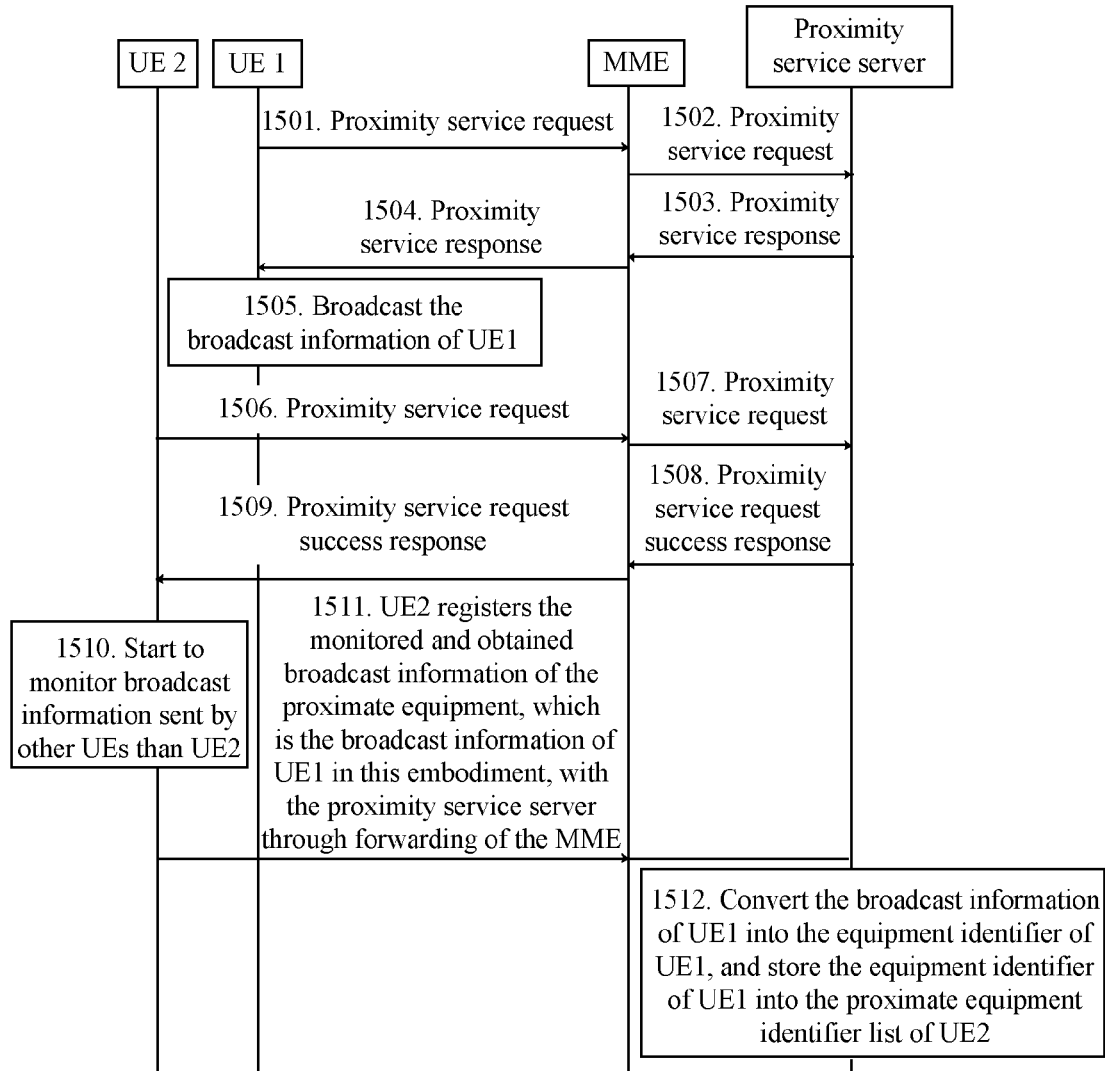 Proximity
service server
UE 2
UE 1
MME
1501. Proximity service request
1502. Proximity
service request
1503. Proximity
service response
1504. Proximity
service response
1505. Broadcast the
broadcast information of UE1
1506. Proximity service request
1507. Proximity
service request
1508. Proximity
service request
success response
1509. Proximity service request
success response
1510. Start to
monitor broadcast
information sent by
other UEs than UE2
1511. UE2 registers the
monitored and obtained
broadcast information of the
proximate equipment, which
is the broadcast information of
UE1 in this embodiment, with
the proximity service server
through forwarding of the MME
1512. Convert the broadcast information
of UE1 into the equipment identifier of
UE1, and store the equipment identifier
of UE1 into the proximate equipment
identifier list of UE2